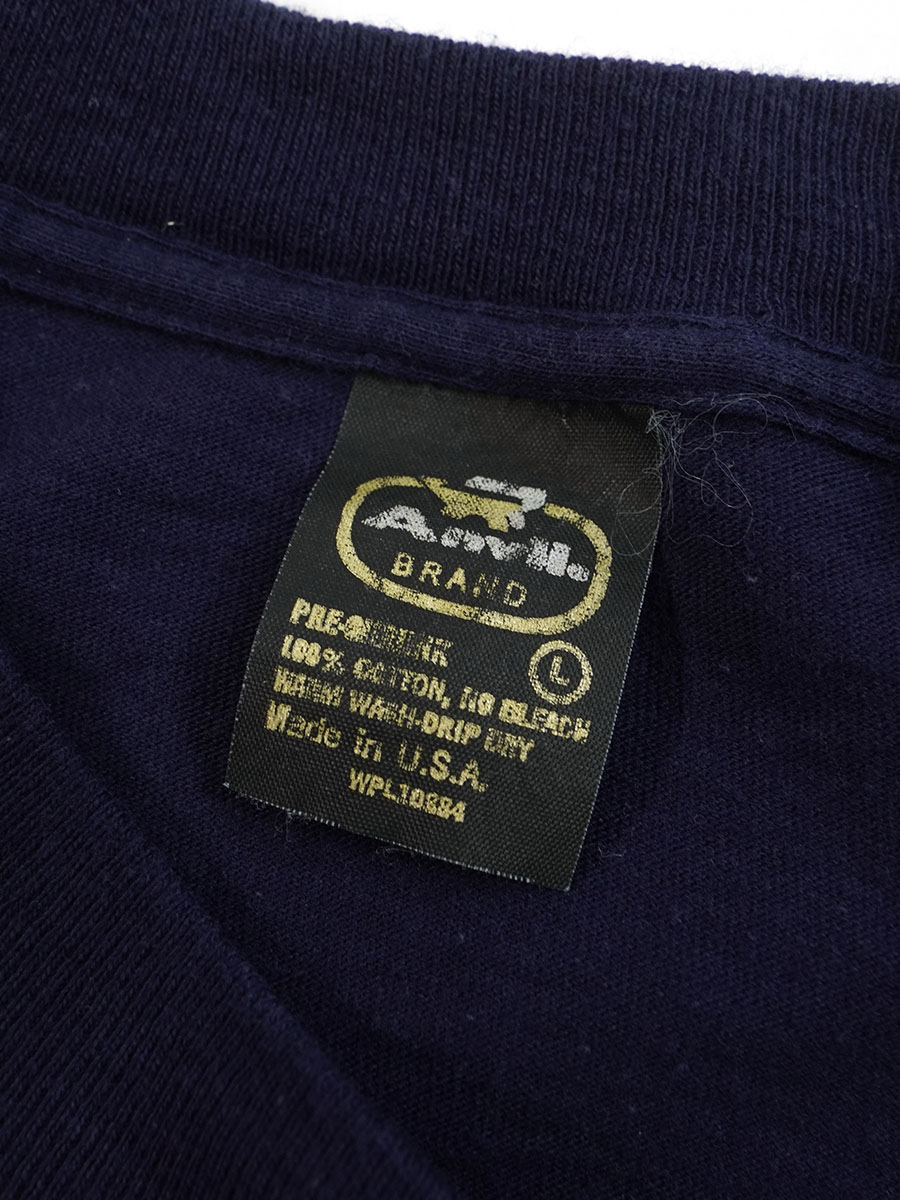 Anvil.
BRAND
PRE-SHRUNK
L
100% COTTON, NO BLEACH
WARM WASH-DRIP DRY
Made in U.S.A.
WPL10884